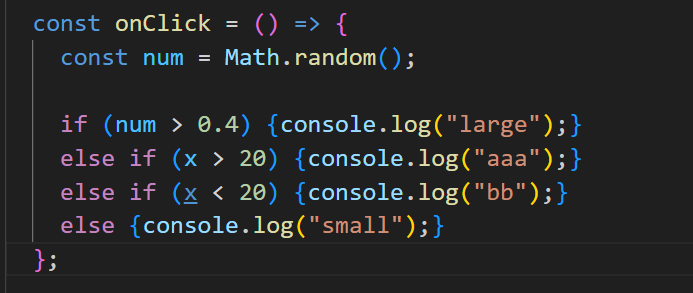 const onClick = () => {
const num = Math.random();
if (num > 0.4) {console.log("large");}
else if (x > 20) {console.log("aaa");}
else if (x < 20) {console.log("bb");}
else {console.log("small");}
};